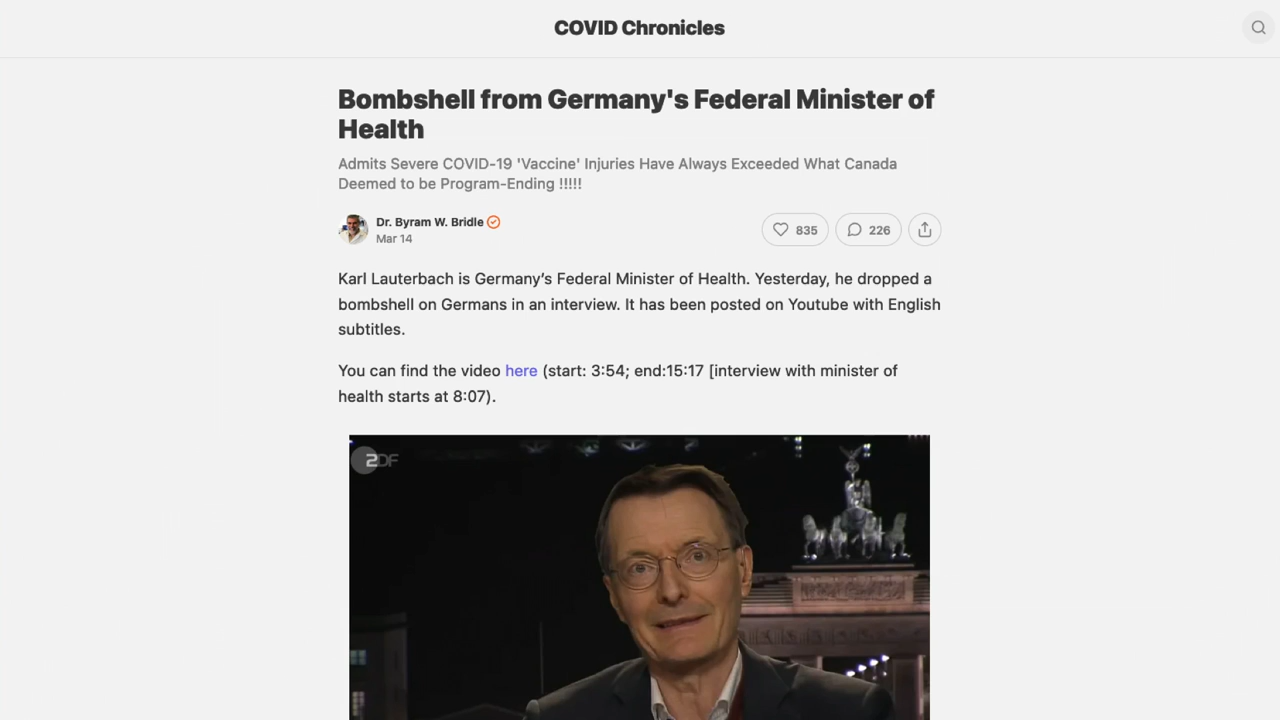 COVID Chronicles
Bombshell from Germany's Federal Minister of
Health
Admits Severe COVID-19 'Vaccine' Injuries Have Always Exceeded What Canada
Deemed to be Program-Ending !!!!!
Dr. Byram W. Bridle
Mar 14
835
226
Karl Lauterbach is Germany’s Federal Minister of Health. Yesterday, he dropped a
bombshell on Germans in an interview. It has been posted on Youtube with English
subtitles.
You can find the video here (start: 3:54; end:15:17 [interview with minister of
health starts at 8:07).
ZDF